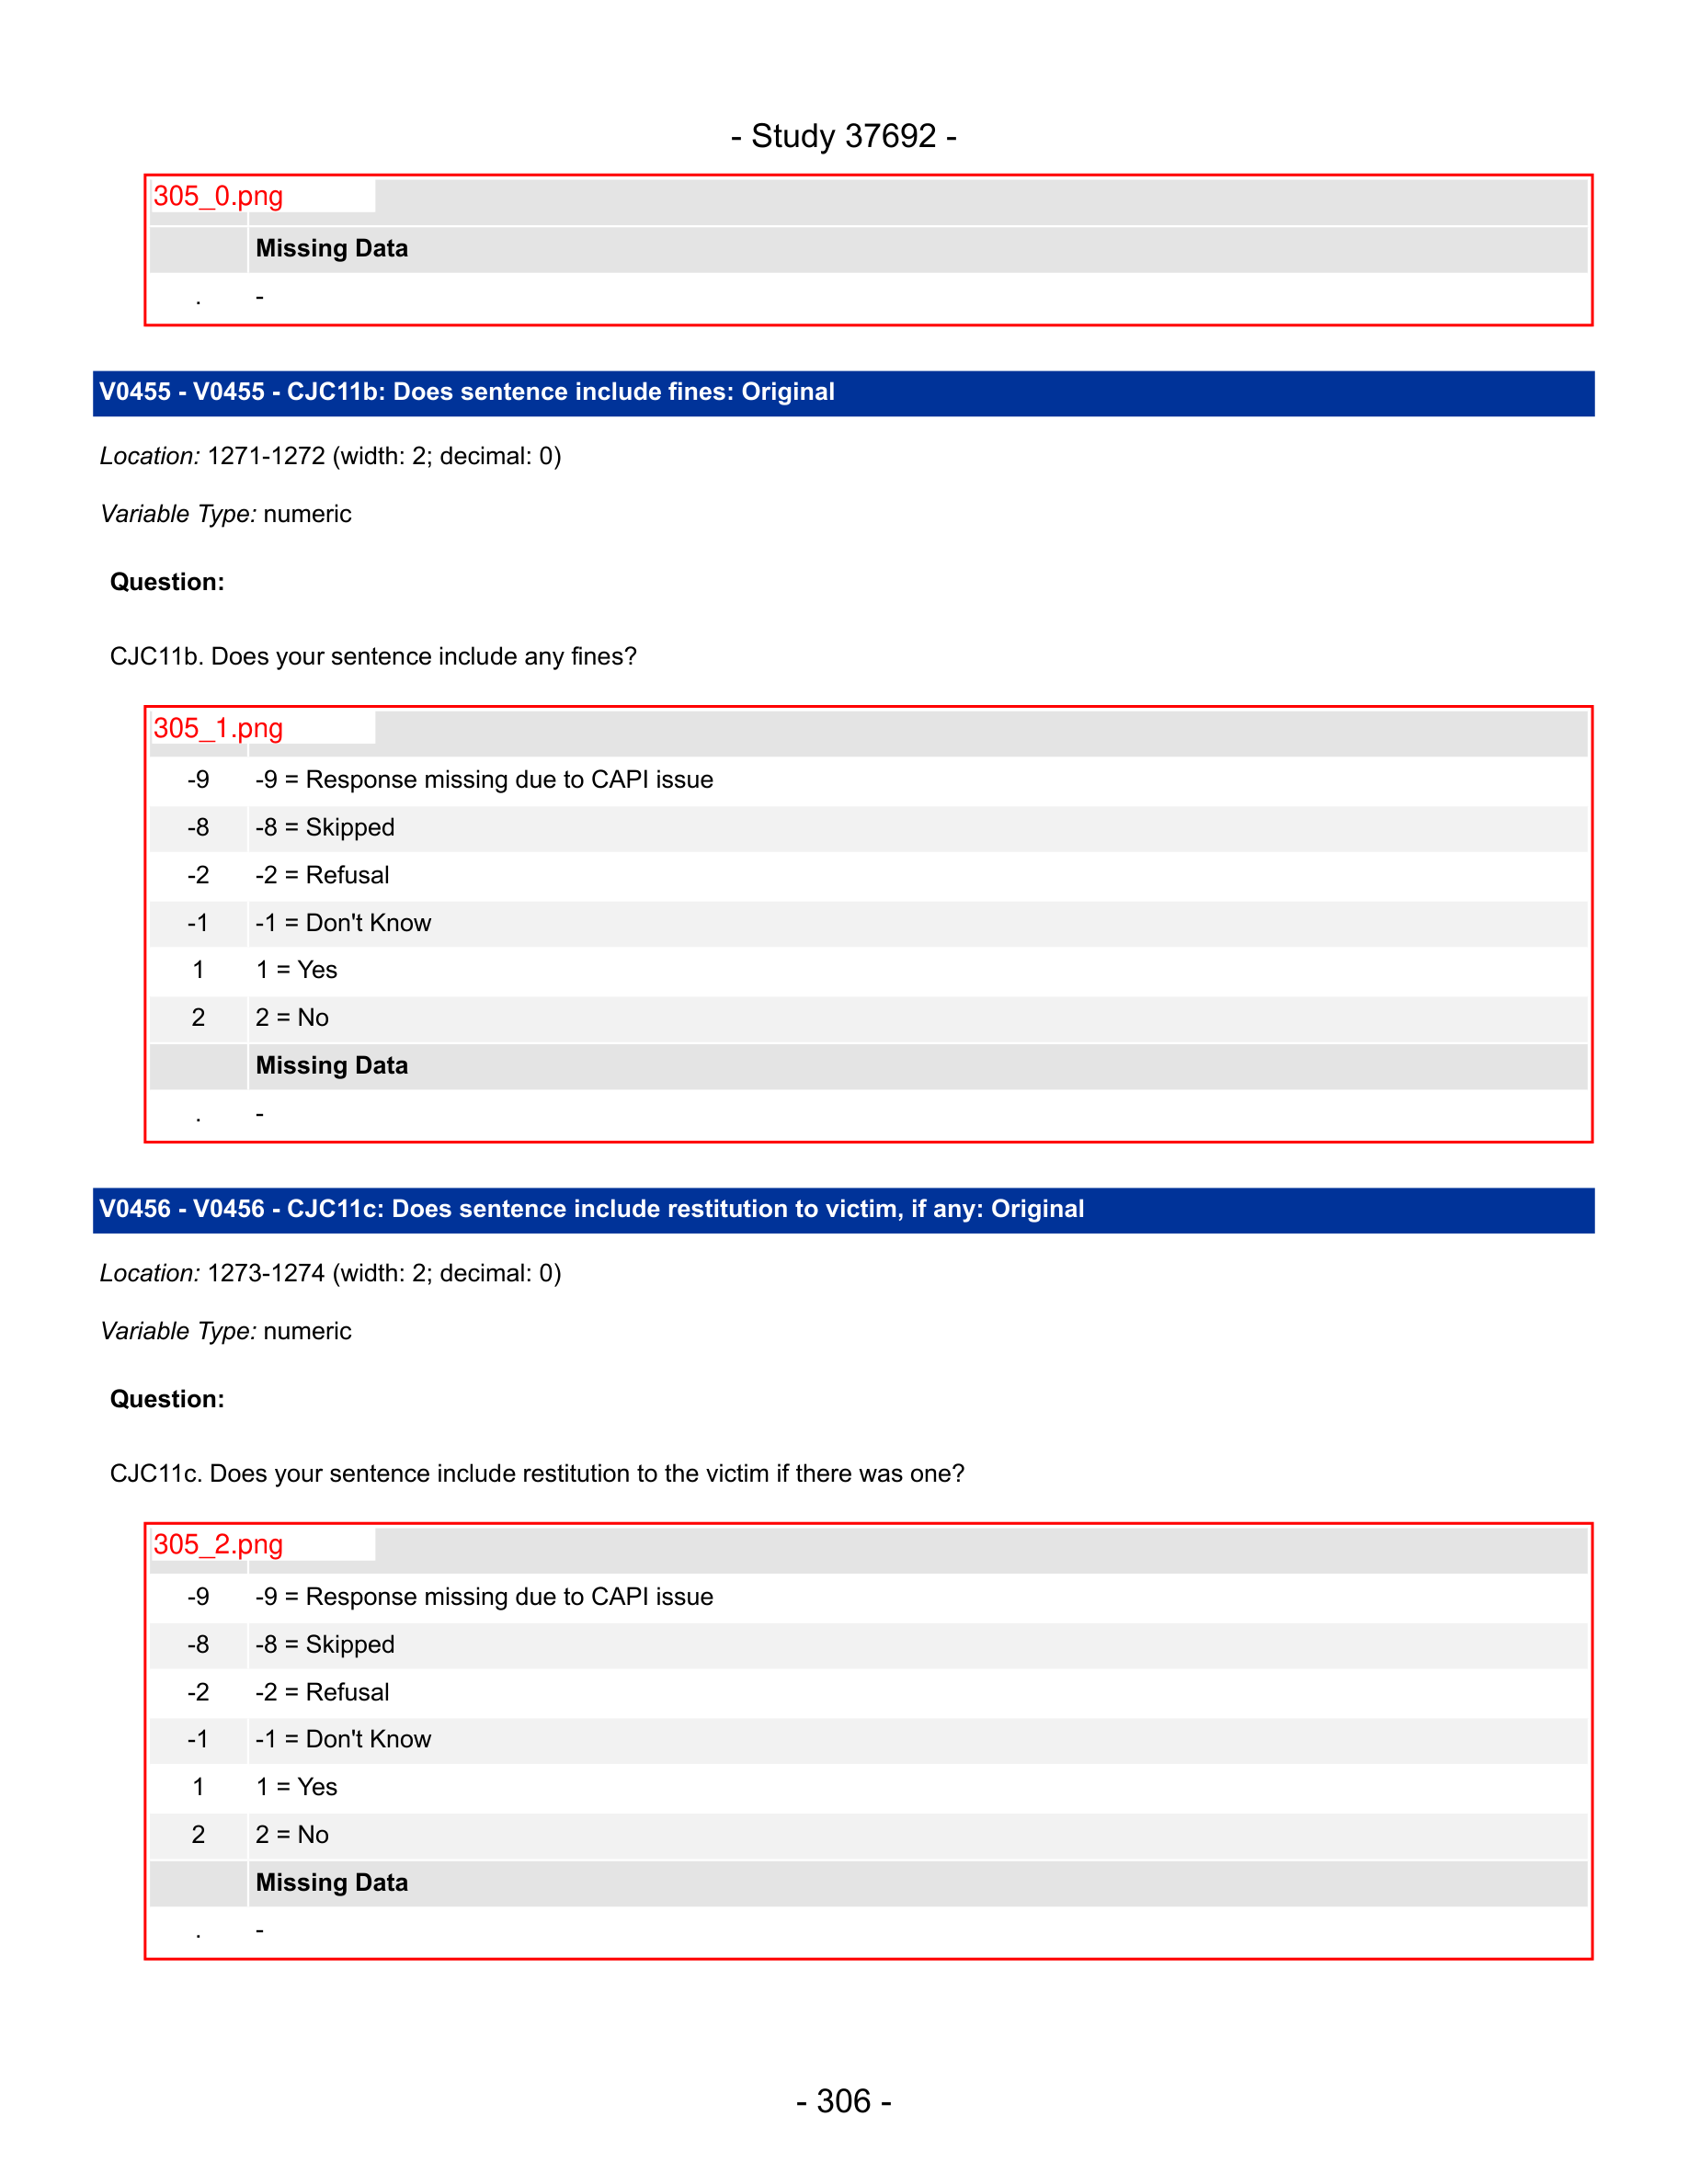 - Study 37692 -
305_0.png
Missing Data
. -
V0455 - V0455 - CJC11b: Does sentence include fines: Original
Location: 1271-1272 (width: 2; decimal: 0)
Variable Type: numeric
Question:
CJC11b. Does your sentence include any fines?
305_1.png
-9 -9 = Response missing due to CAPI issue
-8 -8 = Skipped
-2 -2 = Refusal
-1 -1 = Don't Know
1 1 = Yes
2 2 = No
Missing Data
. -
V0456 - V0456 - CJC11c: Does sentence include restitution to victim, if any: Original
Location: 1273-1274 (width: 2; decimal: 0)
Variable Type: numeric
Question:
CJC11c. Does your sentence include restitution to the victim if there was one?
305_2.png
-9 -9 = Response missing due to CAPI issue
-8 -8 = Skipped
-2 -2 = Refusal
-1 -1 = Don't Know
1 1 = Yes
2 2 = No
Missing Data
. -
- 306 -